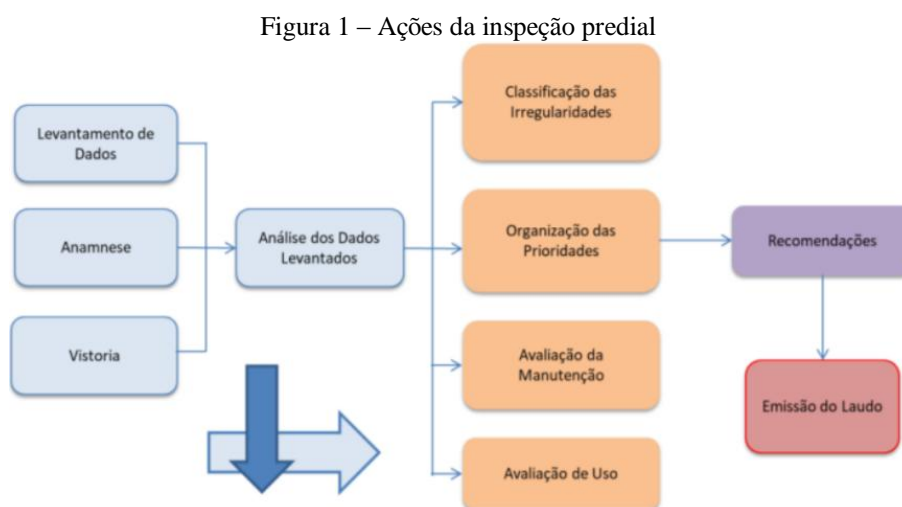 Figura 1 – Ações da inspeção predial
Levantamento de
Dados
Anamnese
Vistoria
Análise dos Dados
Levantados
Classificação das
Irregularidades
Organização das
Prioridades
Avaliação da
Manutenção
Avaliação de Uso
Recomendações
Emissão do Laudo